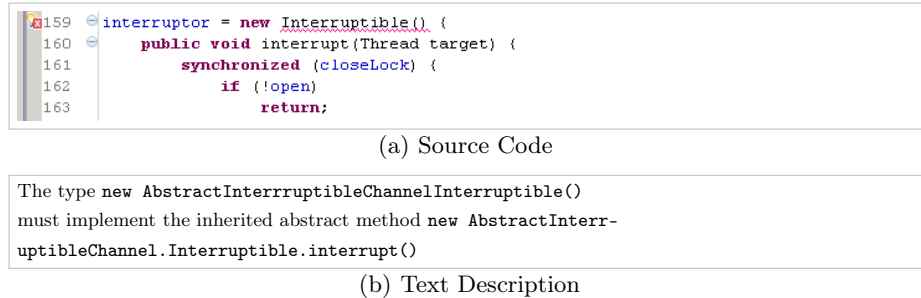 159 interruptor = new Interruptible() {
160 public void interrupt(Thread target) {
161 synchronized (closeLock) {
162 if (!open)
163 return;
(a) Source Code
The type new AbstractInterrruptibleChannelInterruptible()
must implement the inherited abstract method new AbstractInterr-
uptibleChannel.Interruptible.interrupt()
(b) Text Description